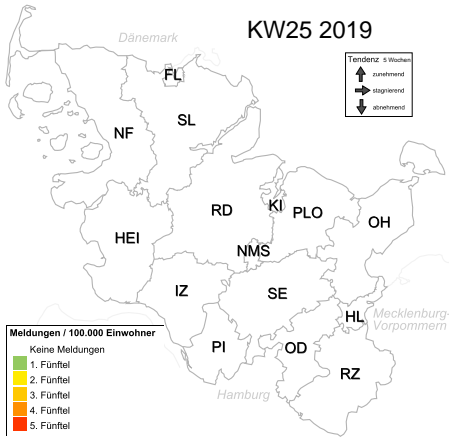 KW25 2019
Dänemark
Tendenz 5 Wochen
zunehmend
stagnierend
abnehmend
FL
SL
NF
RD
KI
PLO
OH
HEI
NMS
IZ
SE
HL
Mecklenburg-
Vorpommern
PI
OD
RZ
Hamburg
Meldungen / 100.000 Einwohner
Keine Meldungen
1. Fünftel
2. Fünftel
3. Fünftel
4. Fünftel
5. Fünftel